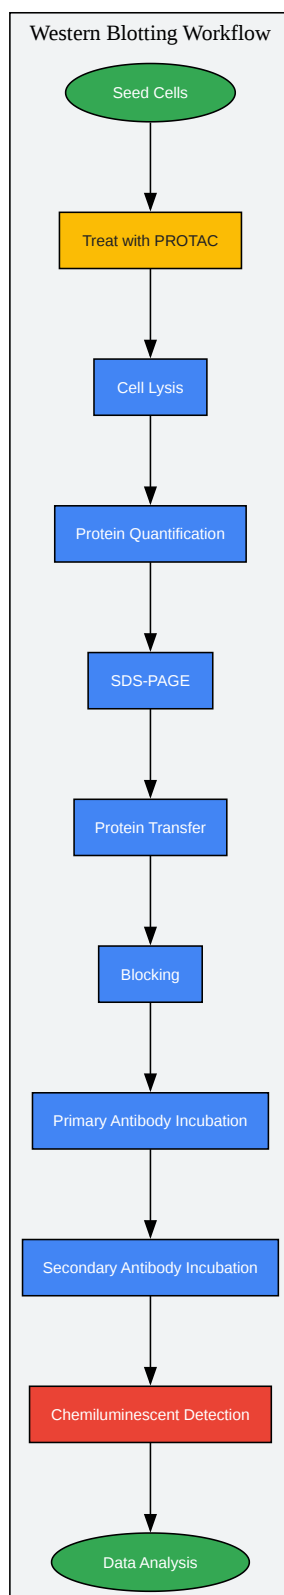 Western Blotting Workflow
Seed Cells
Treat with PROTAC
Cell Lysis
Protein Quantification
SDS-PAGE
Protein Transfer
Blocking
Primary Antibody Incubation
Secondary Antibody Incubation
Chemiluminescent Detection
Data Analysis